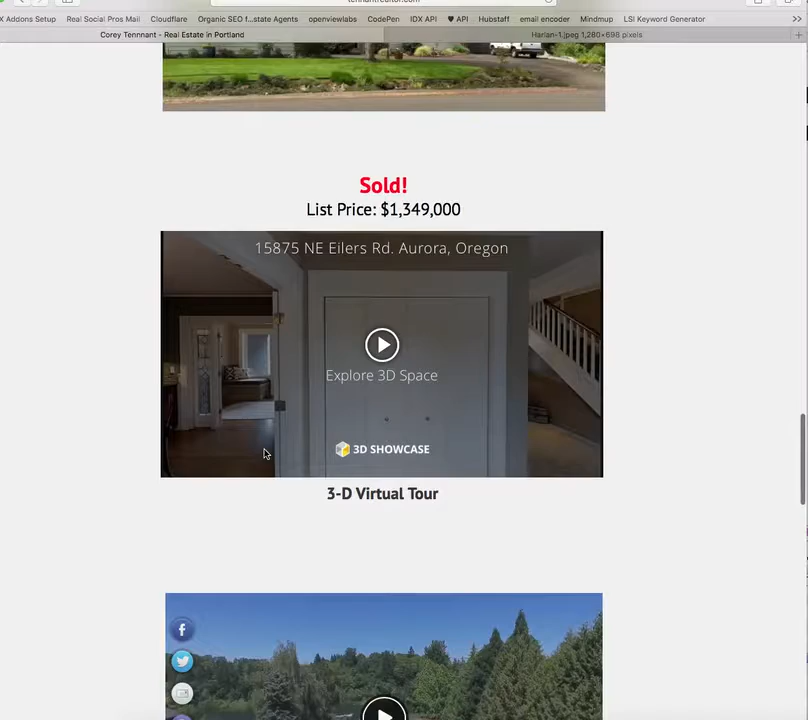 X Addons Setup Real Social Pros Mail Cloudflare Organic SEO f...state Agents openviewlabs CodePen IDX API ♥ API Hubstaff email encoder Mindmup LSI Keyword Generator >>
Corey Tennnant - Real Estate in Portland Harlan-1.jpeg 1,280×698 pixels +
Sold!
List Price: $1,349,000
15875 NE Eilers Rd. Aurora, Oregon
Explore 3D Space
3D SHOWCASE
3-D Virtual Tour